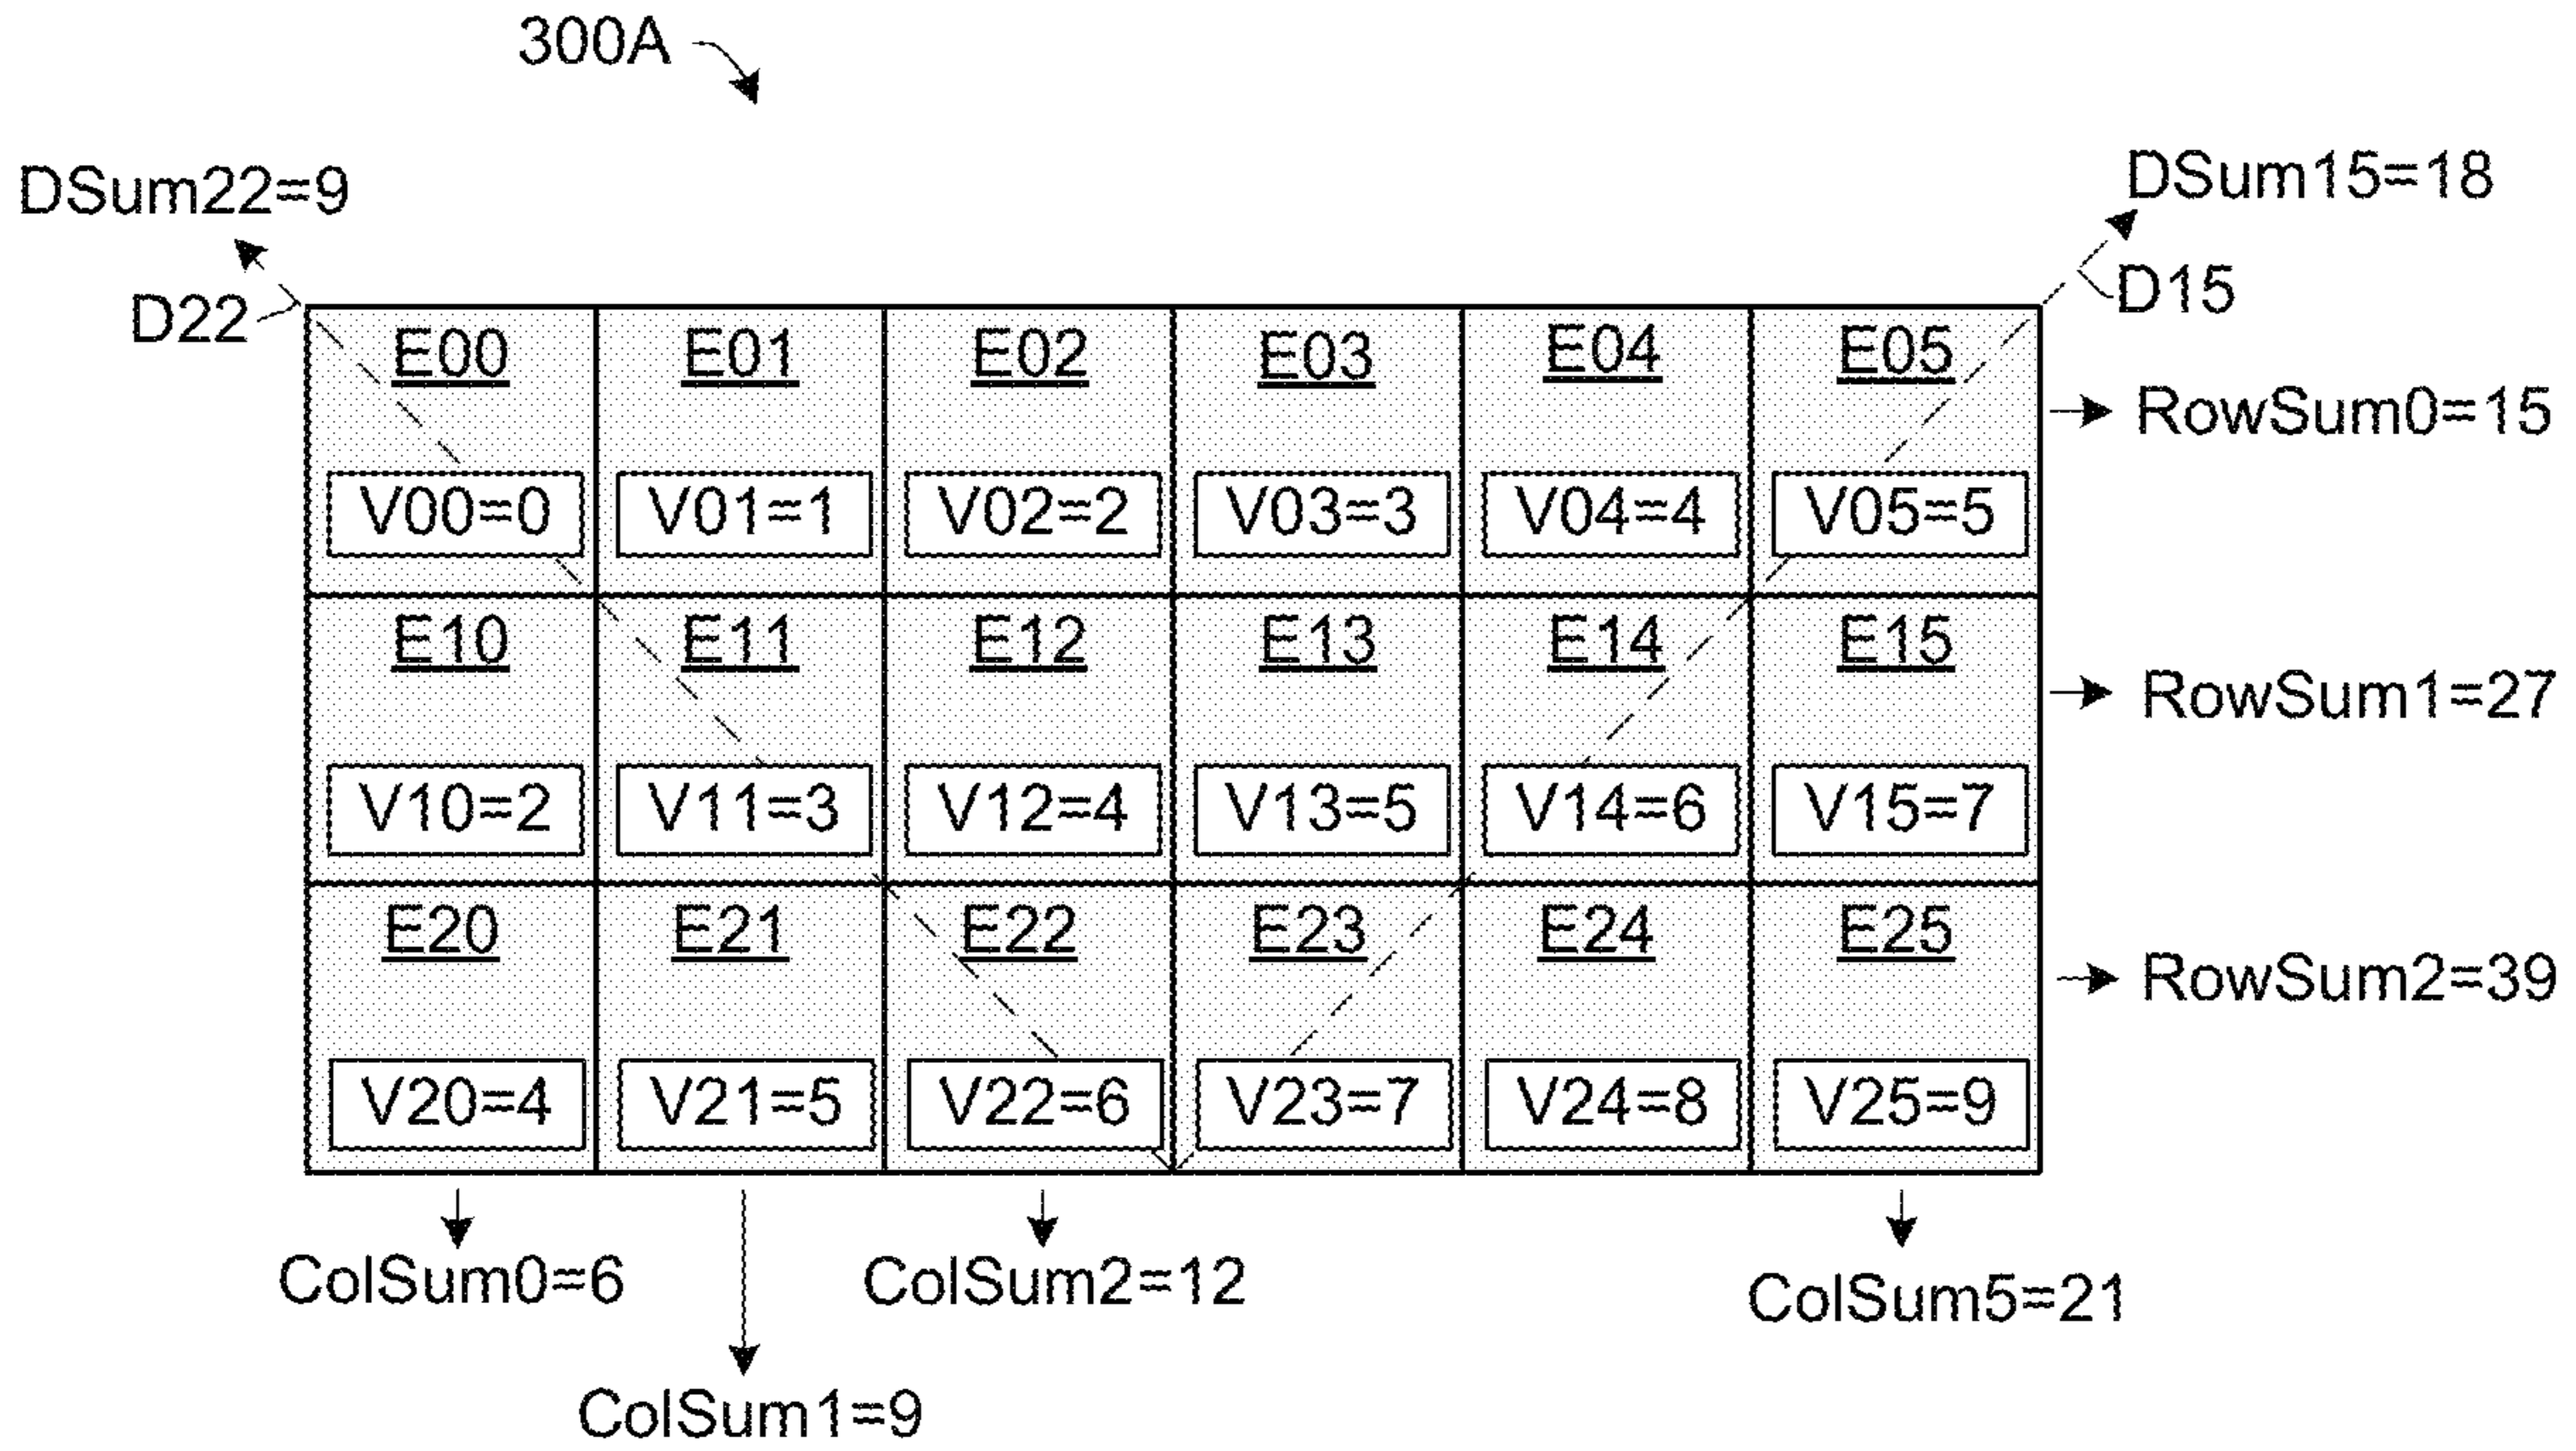 300A
DSum22=9
DSum15=18
D22
D15
E00 E01 E02 E03 E04 E05
RowSum0=15
V00=0 V01=1 V02=2 V03=3 V04=4 V05=5
E10 E11 E12 E13 E14 E15
RowSum1=27
V10=2 V11=3 V12=4 V13=5 V14=6 V15=7
E20 E21 E22 E23 E24 E25
RowSum2=39
V20=4 V21=5 V22=6 V23=7 V24=8 V25=9
ColSum0=6 ColSum2=12 ColSum5=21
ColSum1=9